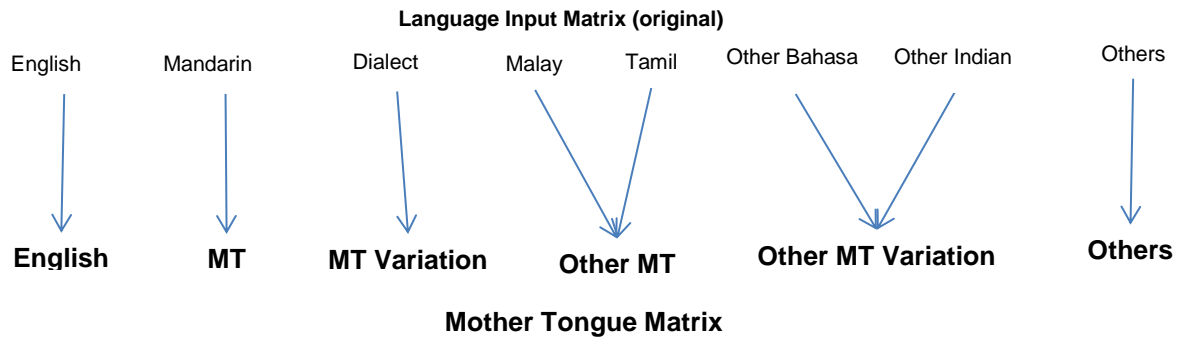 Language Input Matrix (original)
English Mandarin Dialect Malay Tamil Other Bahasa Other Indian Others
English MT MT Variation Other MT Other MT Variation Others
Mother Tongue Matrix